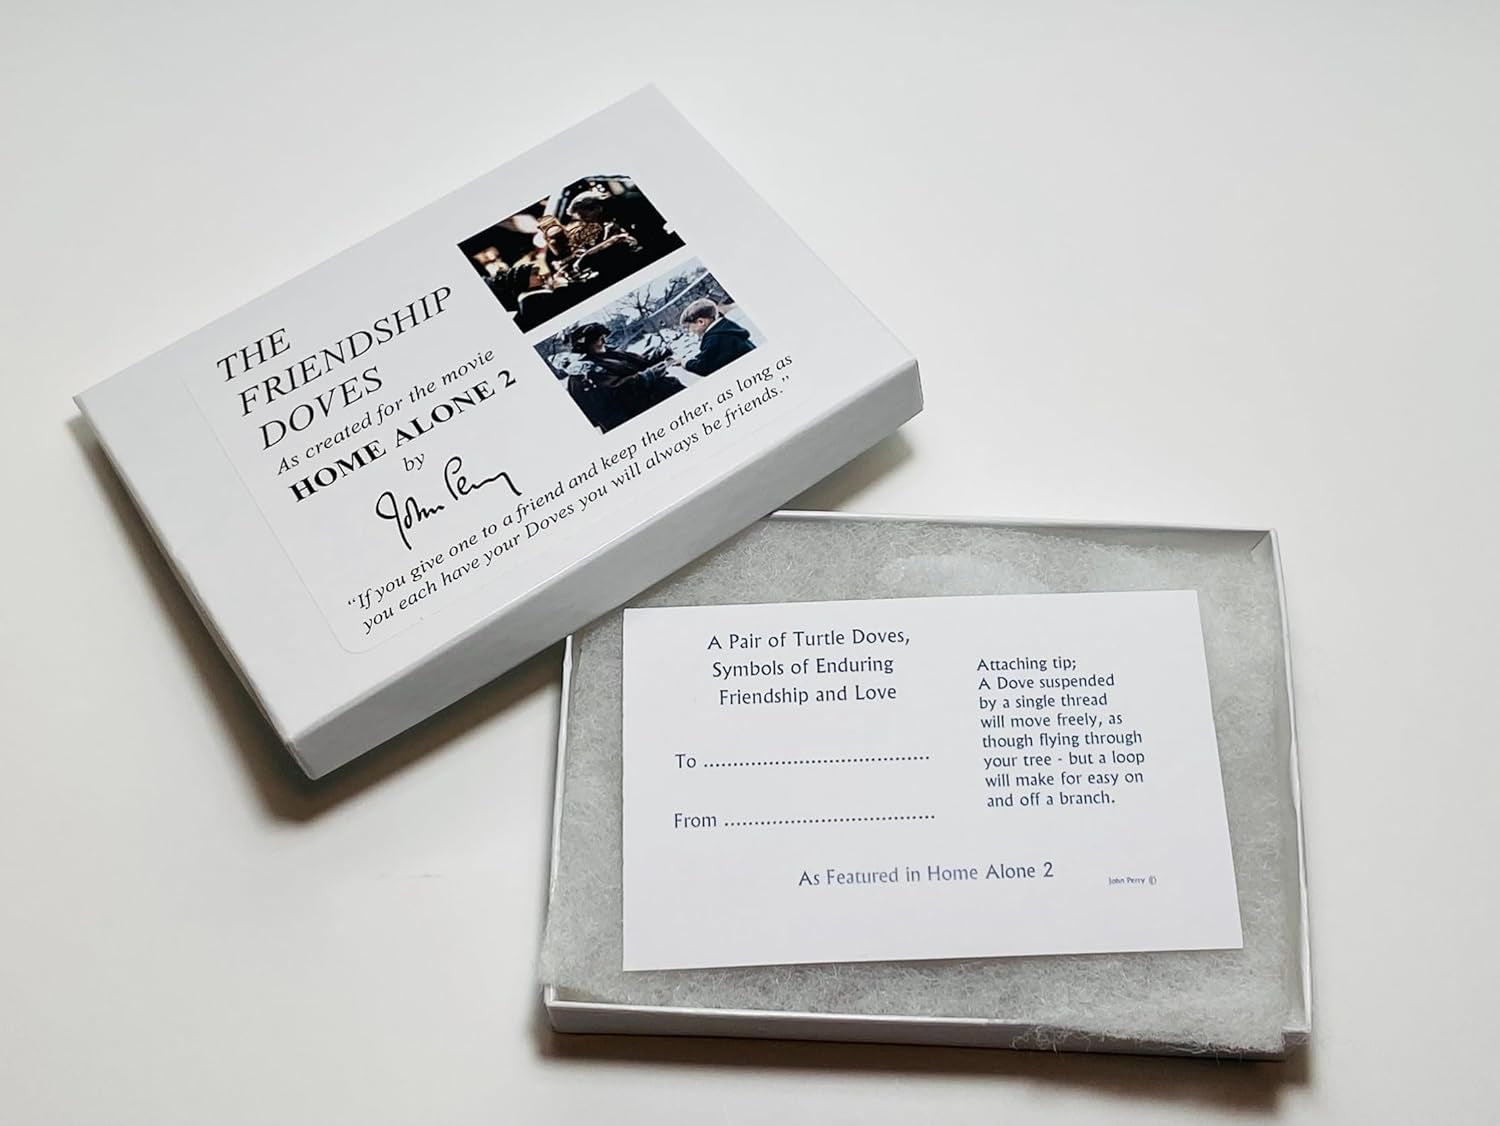 THE
FRIENDSHIP
DOVES
As created for the movie
HOME ALONE 2
by
John Perry
“If you give one to a friend and keep the other, as long as
you each have your Doves you will always be friends.”
A Pair of Turtle Doves,
Symbols of Enduring
Friendship and Love
To ......................................
From ....................................
As Featured in Home Alone 2
Attaching tip;
A Dove suspended
by a single thread
will move freely, as
though flying through
your tree - but a loop
will make for easy on
and off a branch.
John Perry ©